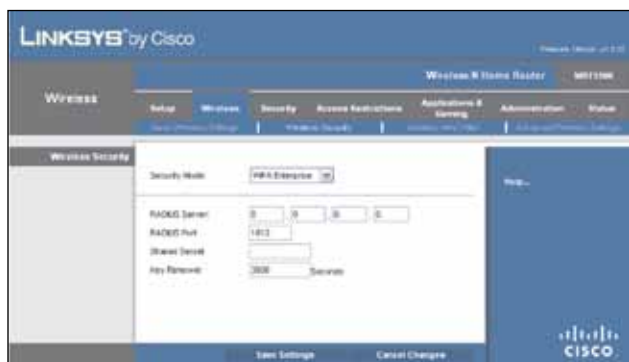 LINKSYS® by Cisco
Wireless-N Home Router
Wireless
Setup Wireless Security Access Restrictions Applications & Gaming Administration Status
Wireless Security
Wireless Security
Security Mode: WPA Enterprise
Help...
RADIUS Server: 0 . 0 . 0 . 0
RADIUS Port:
Shared Secret:
Key Renewal: 3600 Seconds
Save Settings Cancel Changes
CISCO